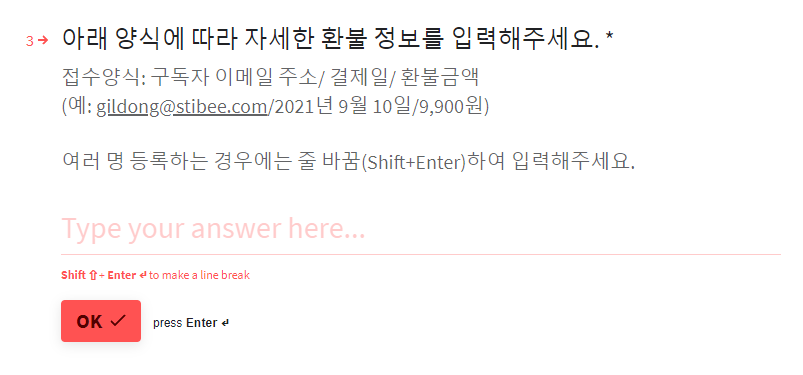 3 → 아래 양식에 따라 자세한 환불 정보를 입력해주세요. *
접수양식: 구독자 이메일 주소/ 결제일/ 환불금액
(예: gildong@stibee.com/2021년 9월 10일/9,900원)
여러 명 등록하는 경우에는 줄 바꿈(Shift+Enter)하여 입력해주세요.
Type your answer here...
Shift ⇧ + Enter ↵ to make a line break
OK ✓ press Enter ↵